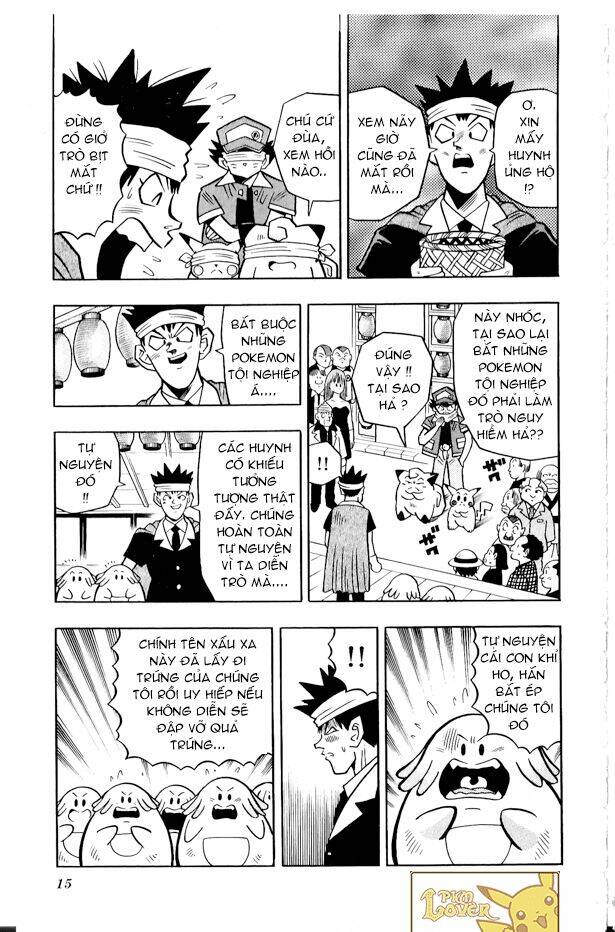 Ơ.
XIN
MẤY
HUYNH
ỦNG HỘ
!?
XEM NÃY
GIỜ
CŨNG ĐÃ
MẮT RỒI
MÀ...
CHÚ CỨ
ĐÙA,
XEM HỒI
NÀO..
ĐỪNG
CÓ GIỞ
TRÒ BỊT
MẮT
CHỨ !!
NÀY NHÓC,
TẠI SAO LẠI
BẮT NHỮNG
POKEMON
TỘI NGHIỆP
ĐÓ PHẢI LÀM
TRÒ NGUY
HIỂM HẢ??
ĐÚNG
VẬY !!
TẠI SAO
HẢ ?
!!
BẮT BUỘC
NHỮNG
POKEMON
TỘI NGHIỆP
Á....
CÁC HUYNH
CÓ KHIẾU
TƯỞNG
TƯỢNG THẬT
ĐẤY. CHÚNG
HOÀN TOÀN
TỰ NGUYỆN
VÌ TA DIỄN
TRÒ MÀ....
TỰ
NGUYỆN
ĐÓ
!!
TỰ NGUYỆN
CÁI CON KHỈ
HO, HẮN
BẮT ÉP
CHÚNG TÔI
ĐÓ
!!
CHÍNH TÊN XẤU XA
NÀY ĐÃ LẤY ĐI
TRỨNG CỦA CHÚNG
TÔI RỒI UY HIẾP NẾU
KHÔNG DIỄN SẼ
ĐẬP VỠ QUẢ
TRỨNG...
15
PKM
LOVER